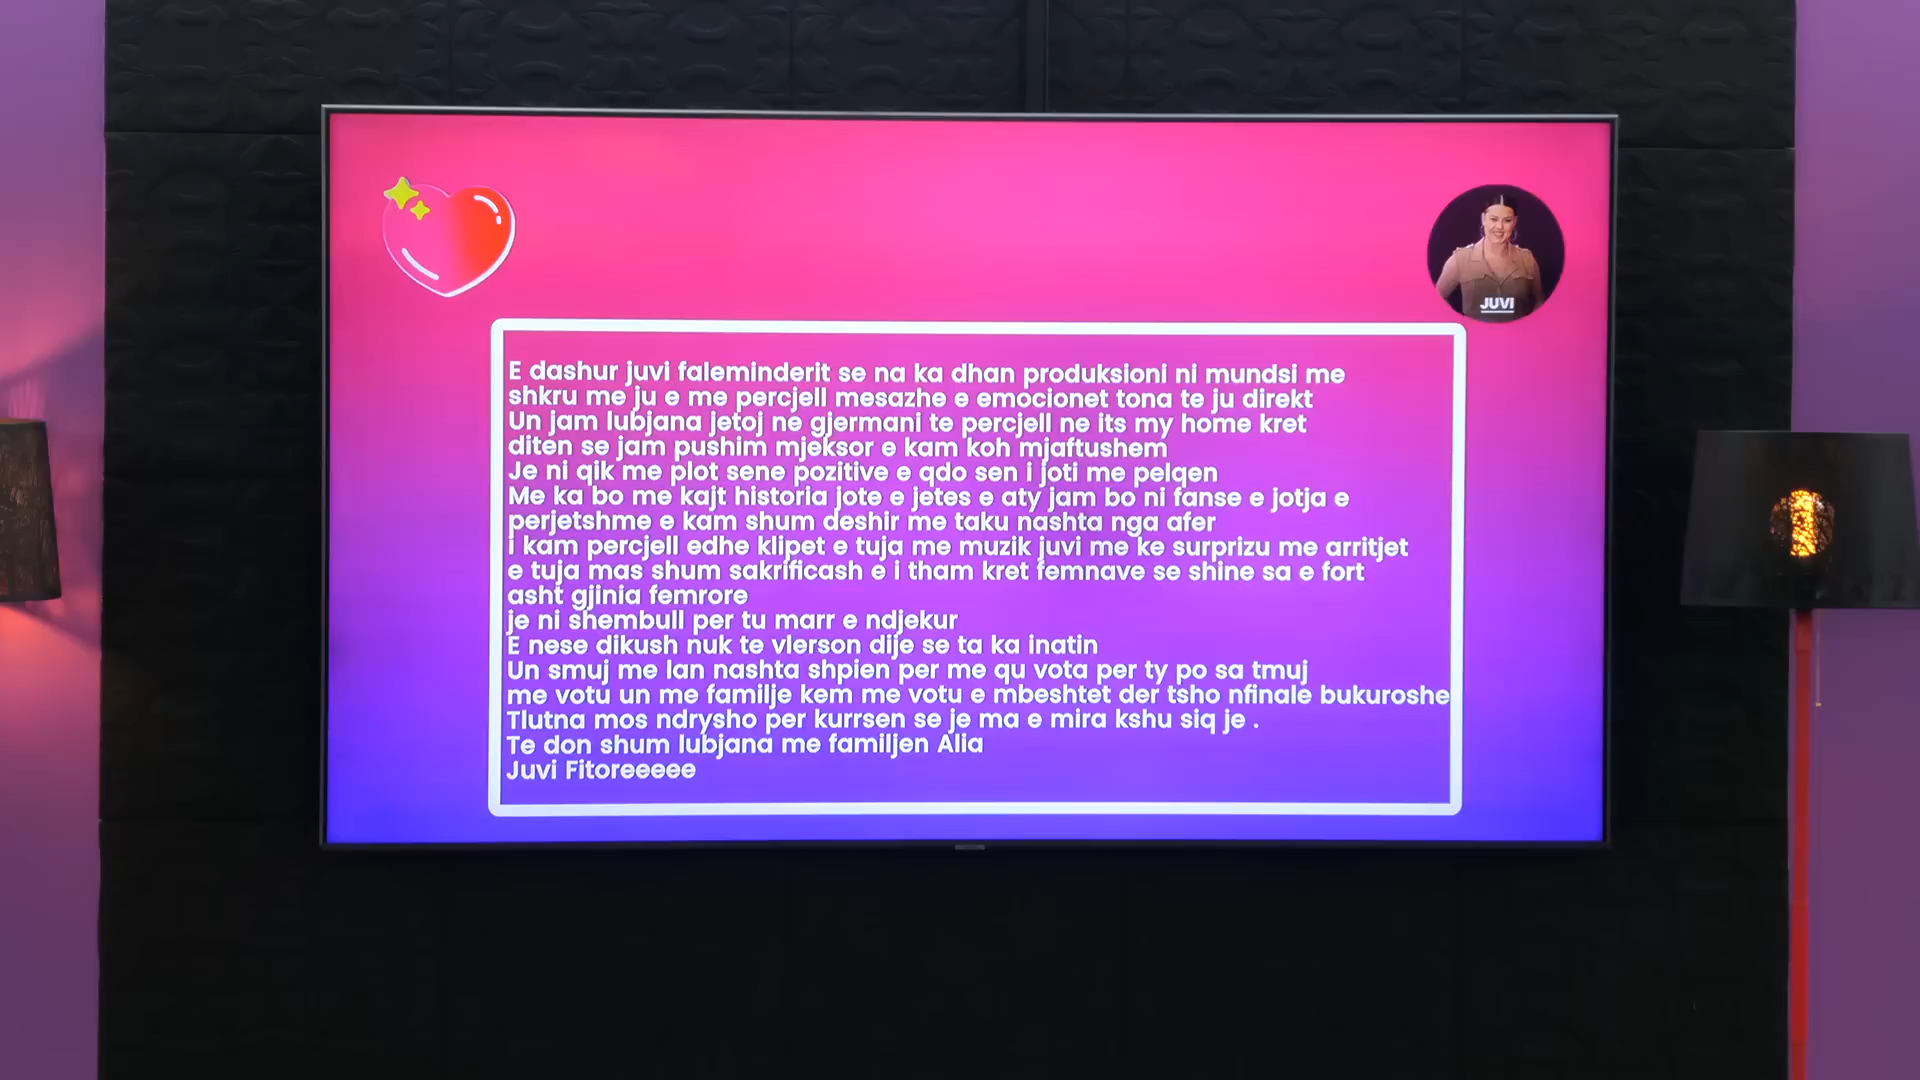 JUVI
E dashur juvi faleminderit se na ka dhan produksioni ni mundsi me
shkru me ju e me percjell mesazhe e emocionet tona te ju direkt
Un jam lubjana jetoj ne gjermani te percjell ne its my home kret
diten se jam pushim mjeksor e kam koh mjaftushem
Je ni qik me plot sene pozitive e qdo sen i joti me pelqen
Me ka bo me kajt historia jote e jetes e aty jam bo ni fanse e jotja e
perjetshme e kam shum deshir me taku nashta nga afer
i kam percjell edhe klipet e tuja me muzik juvi me ke surprizu me arritjet
e tuja mas shum sakrificash e i tham kret femnave se shine sa e fort
asht gjinia femrore
je ni shembull per tu marr e ndjekur
E nese dikush nuk te vlerson dije se ta ka inatin
Un smuj me lan nashta shpien per me qu vota per ty po sa tmuj
me votu un me familje kem me votu e mbeshtet der tsho nfinale bukuroshe
Tlutna mos ndrysho per kurrsen se je ma e mira kshu siq je .
Te don shum lubjana me familjen Alia
Juvi Fitoreeeee